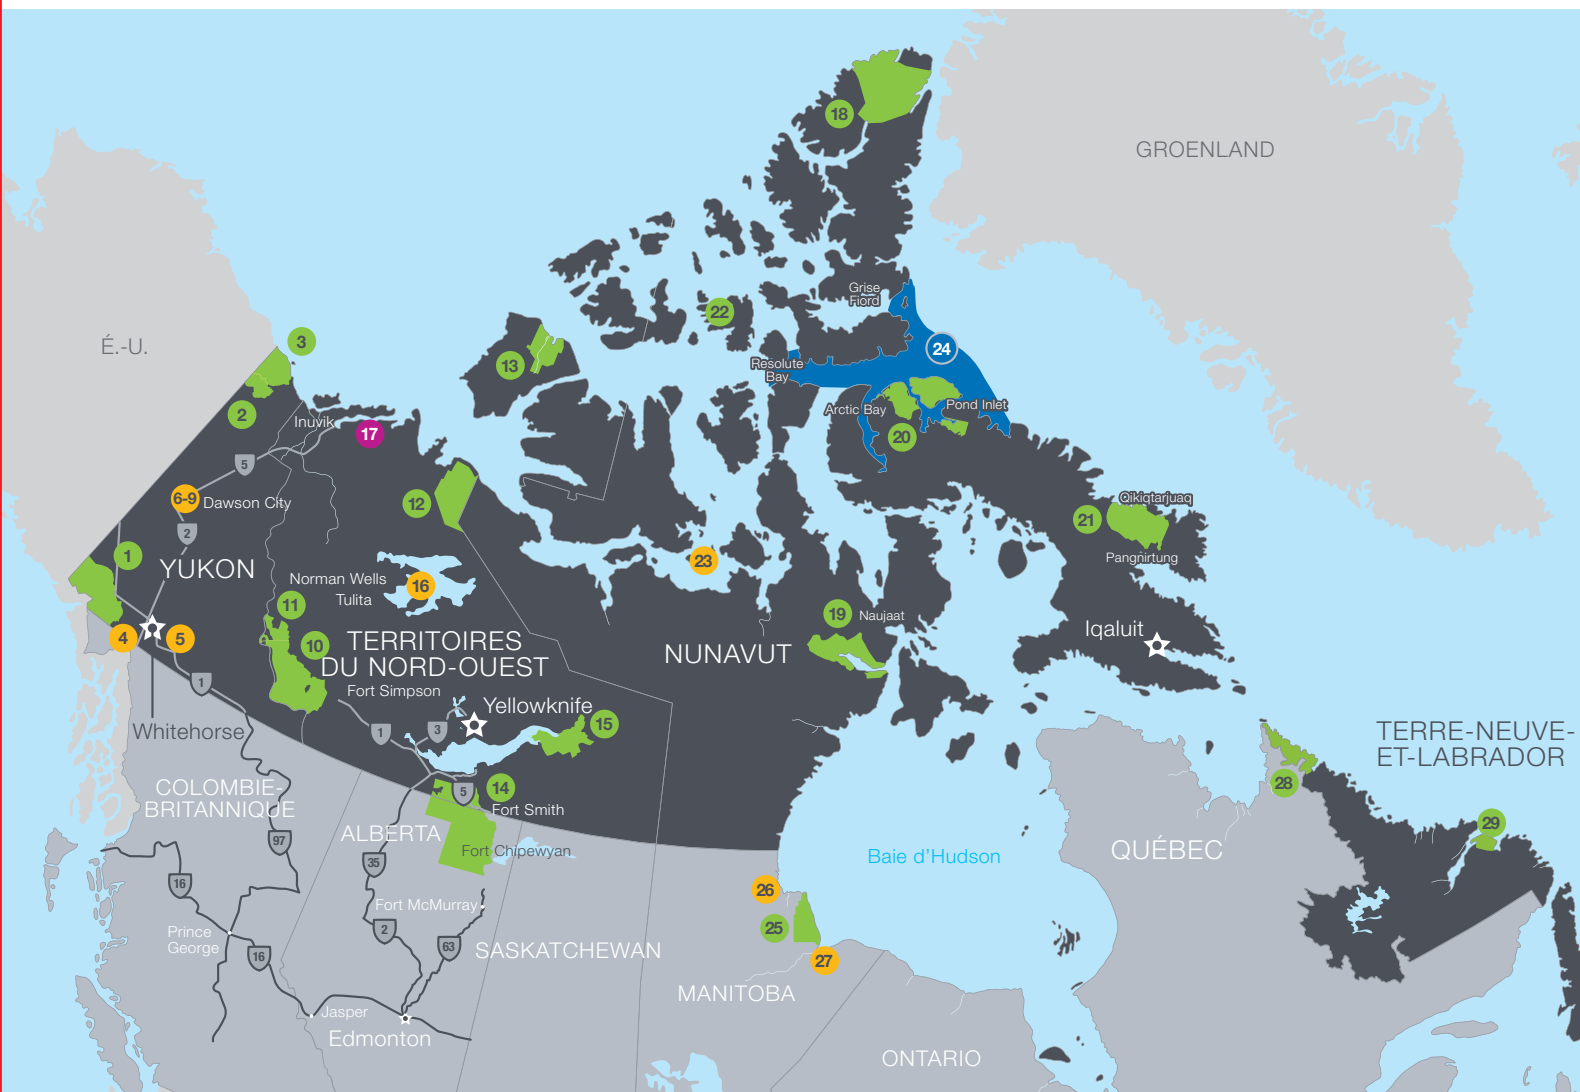 18
GROENLAND
Grise
Fiord
22
É.-U.
3
24
13
Resolute
Bay
2
Inuvik
17
Arctic Bay
Pond Inlet
20
5
6-9
Dawson City
12
Qikiqtarjuaq
21
2
1
YUKON
23
Pangnirtung
Norman Wells
Tulita
16
11
19
Naujaat
4
5
10
TERRITOIRES
DU NORD-OUEST
NUNAVUT
Iqaluit
1
Fort Simpson
Yellowknife
15
Whitehorse
1
3
TERRE-NEUVE-
ET-LABRADOR
COLOMBIE-
BRITANNIQUE
14
5
Fort Smith
28
ALBERTA
29
97
Fort Chipewyan
Baie d'Hudson
QUÉBEC
35
16
26
Fort McMurray
25
2
Prince
George
16
63
SASKATCHEWAN
27
MANITOBA
Jasper
Edmonton
ONTARIO